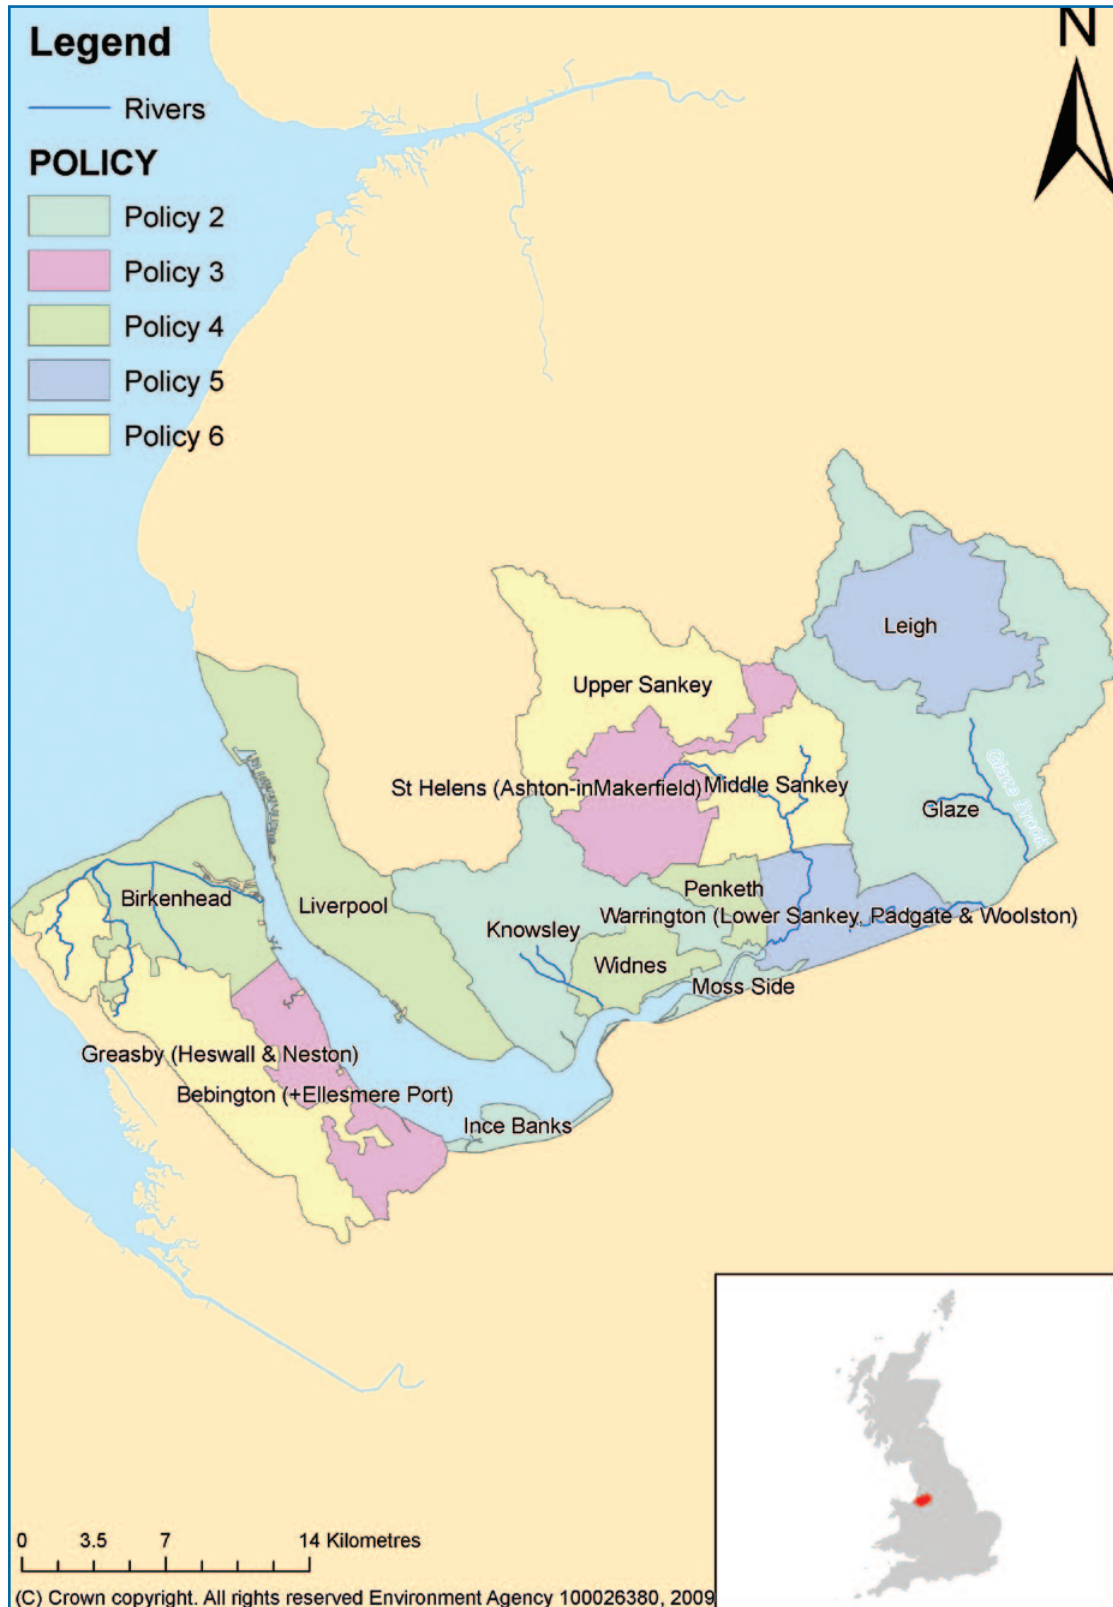 Legend
N
Rivers
POLICY
Policy 2
Policy 3
Policy 4
Policy 5
Policy 6
Leigh
Upper Sankey
St Helens (Ashton-inMakerfield)
Middle Sankey
Glaze Brook
Glaze
Penketh
Birkenhead
Liverpool
Warrington (Lower Sankey, Padgate & Woolston)
Knowsley
Widnes
Moss Side
Greasby (Heswall & Neston)
Bebington (+Ellesmere Port)
Ince Banks
0 3.5 7 14 Kilometres
(C) Crown copyright. All rights reserved Environment Agency 100026380, 2009